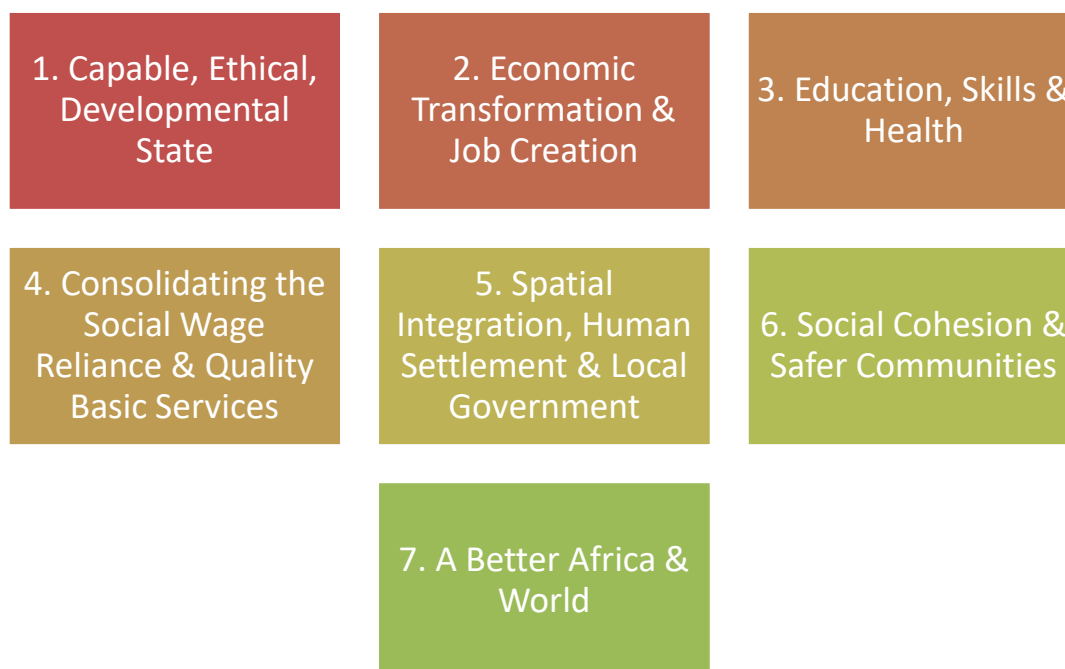 1. Capable, Ethical,
Developmental
State
2. Economic
Transformation &
Job Creation
3. Education, Skills &
Health
4. Consolidating the
Social Wage
Reliance & Quality
Basic Services
5. Spatial
Integration, Human
Settlement & Local
Government
6. Social Cohesion &
Safer Communities
7. A Better Africa &
World